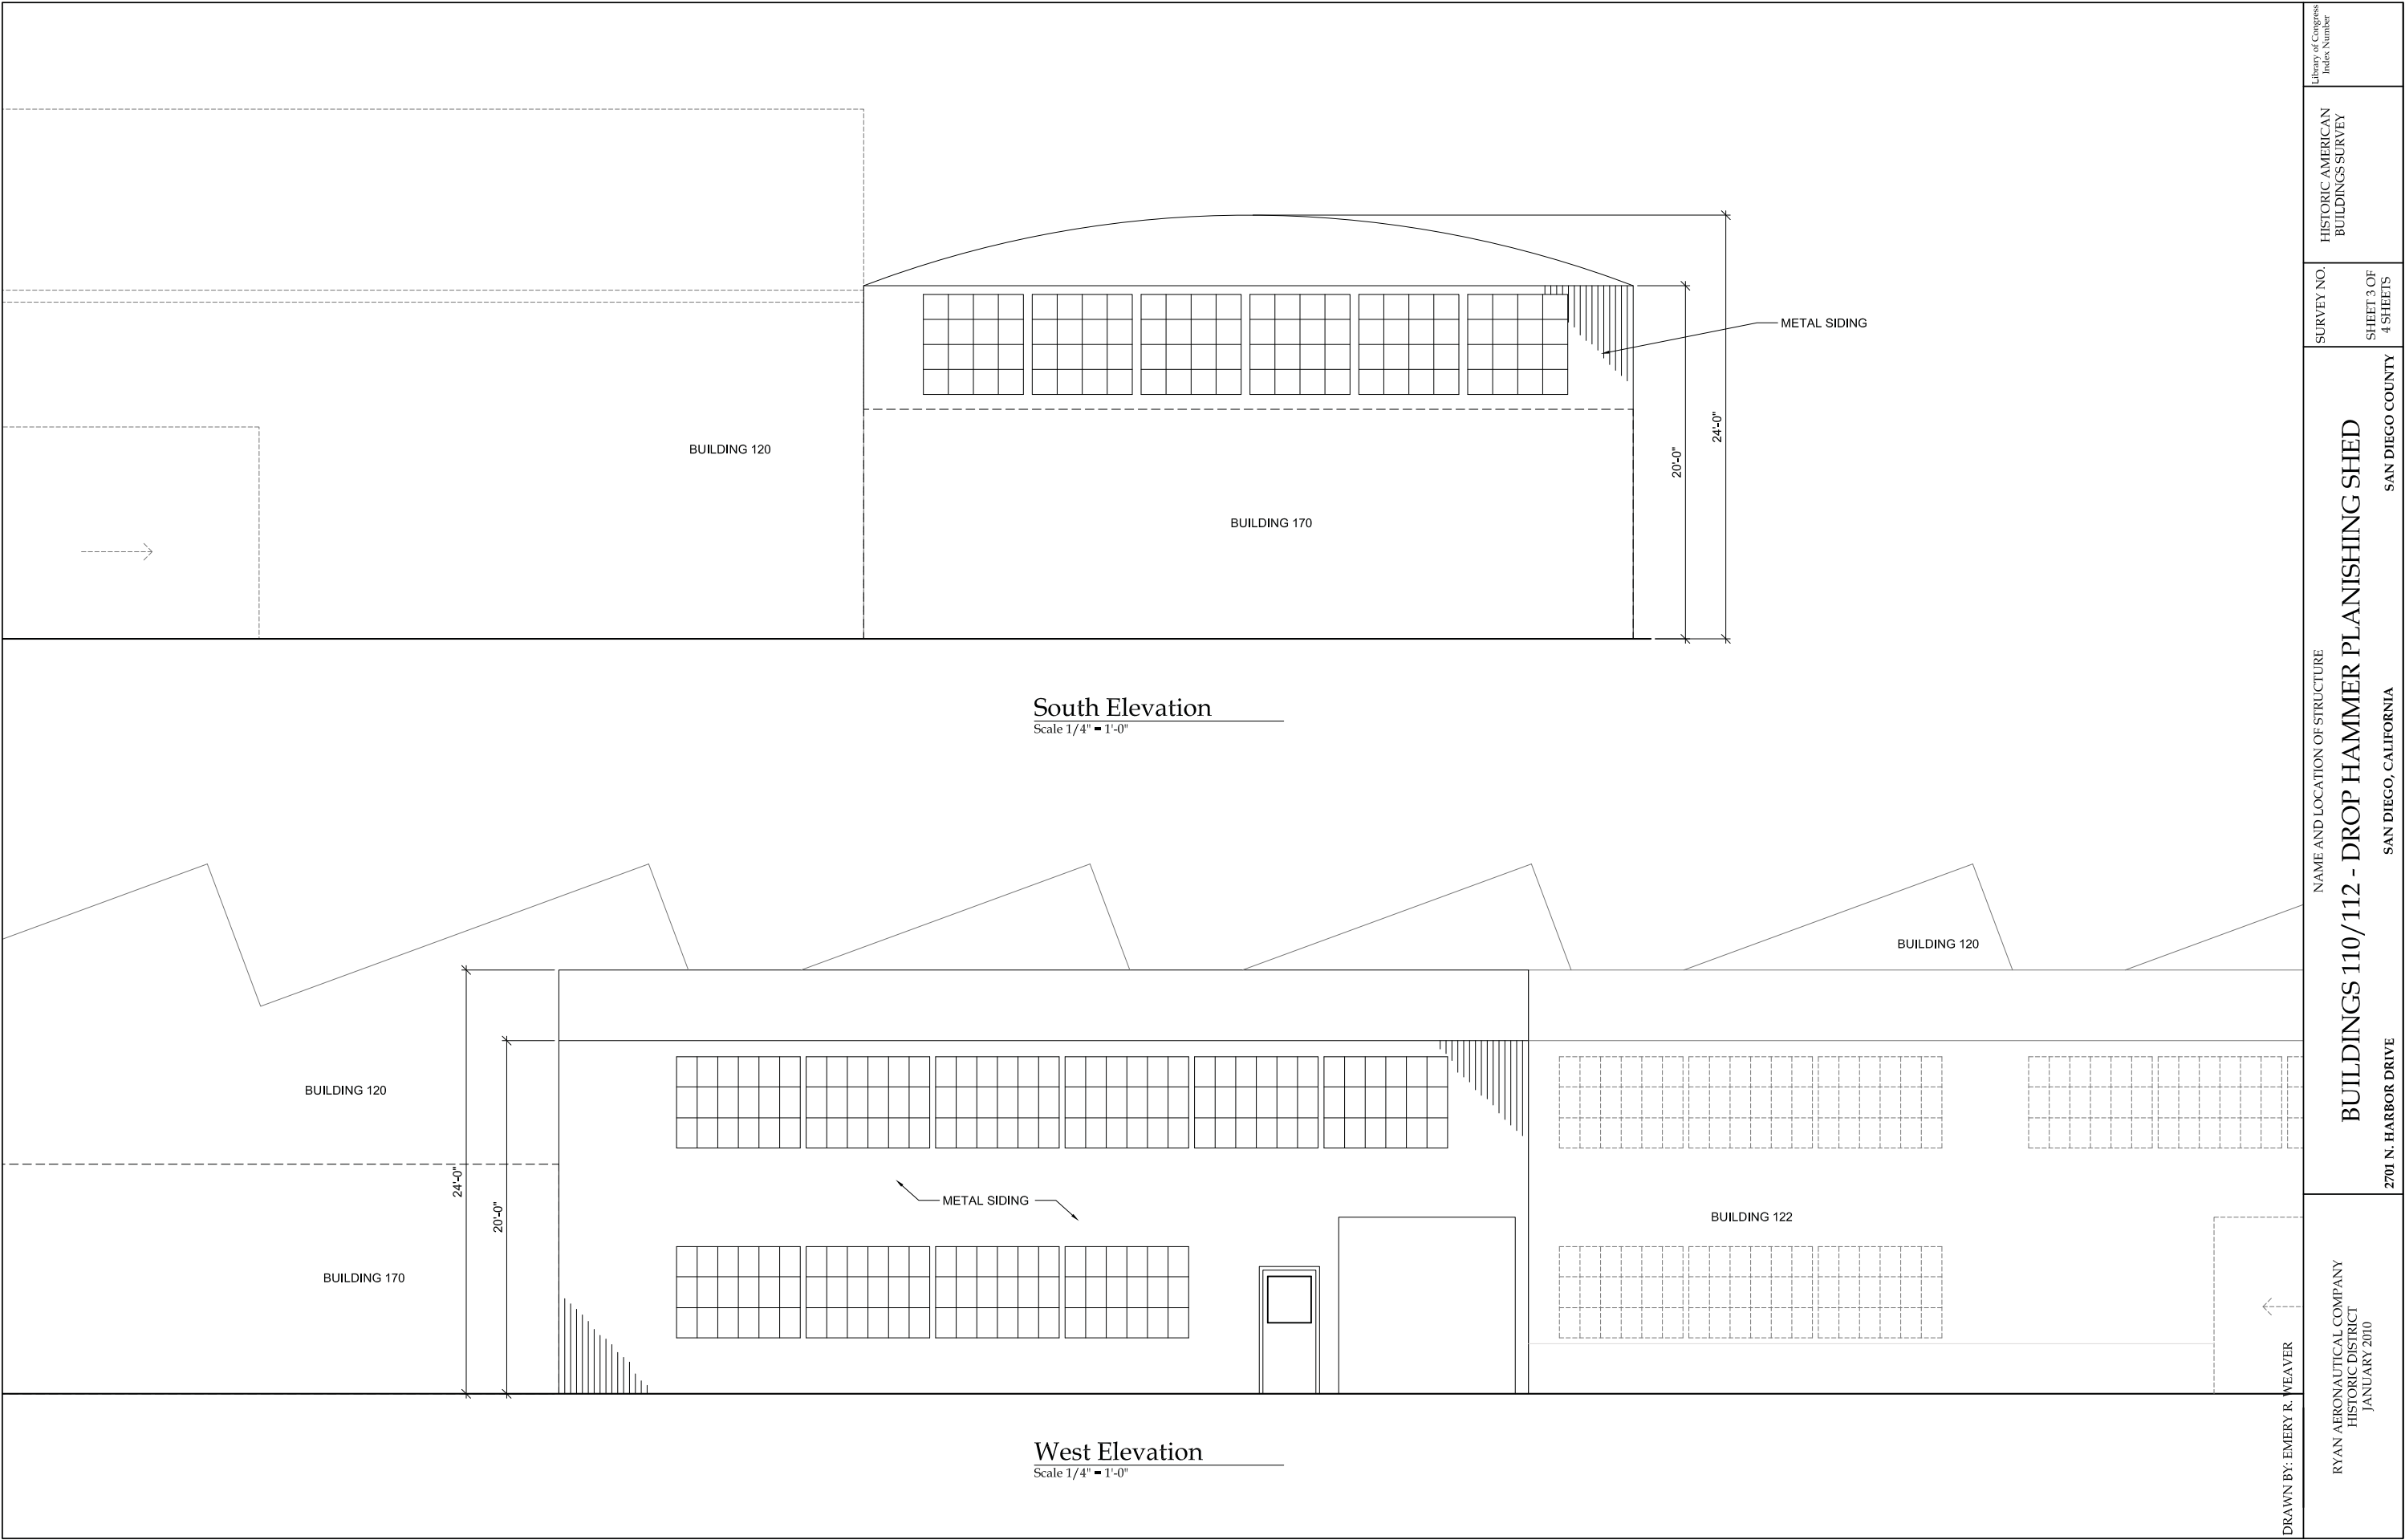 METAL SIDING
BUILDING 120
BUILDING 170
20'-0"
24'-0"
South Elevation
Scale 1/4" = 1'-0"
BUILDING 120
BUILDING 120
24'-0"
20'-0"
METAL SIDING
BUILDING 122
BUILDING 170
West Elevation
Scale 1/4" = 1'-0"
DRAWN BY: EMERY R. WEAVER
RYAN AERONAUTICAL COMPANY
HISTORIC DISTRICT
JANUARY 2010
NAME AND LOCATION OF STRUCTURE
BUILDINGS 110/112 - DROP HAMMER PLANISHING SHED
2701 N. HARBOR DRIVE
SAN DIEGO, CALIFORNIA
SAN DIEGO COUNTY
SURVEY NO.
SHEET 3 OF
4 SHEETS
HISTORIC AMERICAN
BUILDINGS SURVEY
Library of Congress
Index Number